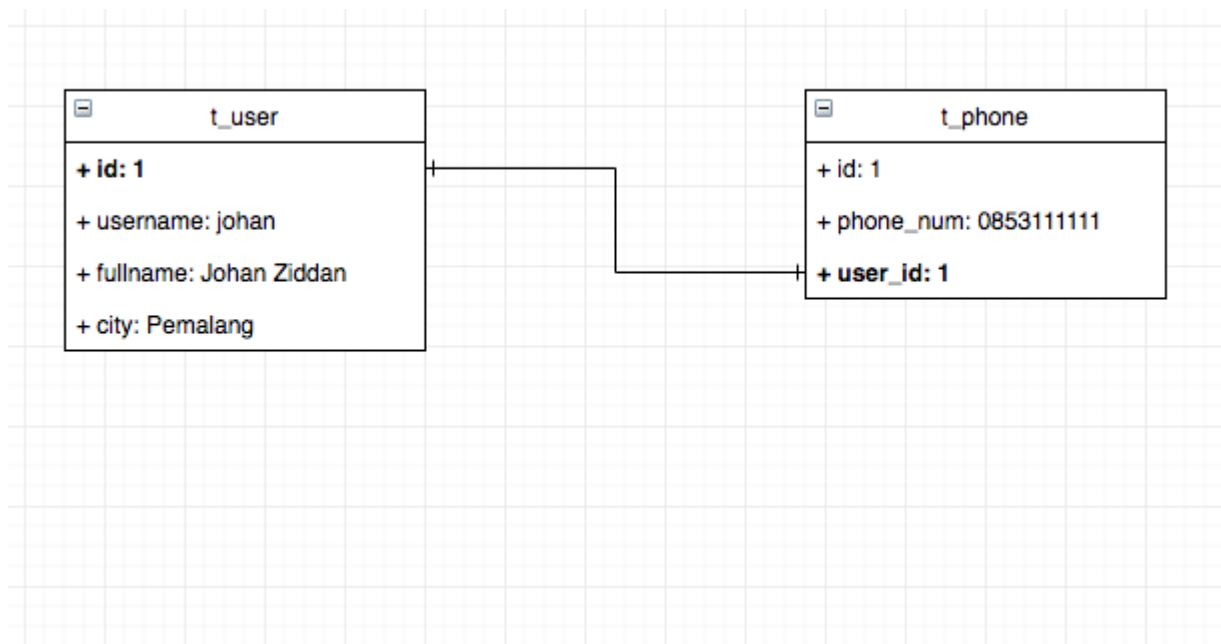 t_user
+ id: 1
+ username: johan
+ fullname: Johan Ziddan
+ city: Pemalang
t_phone
+ id: 1
+ phone_num: 0853111111
+ user_id: 1